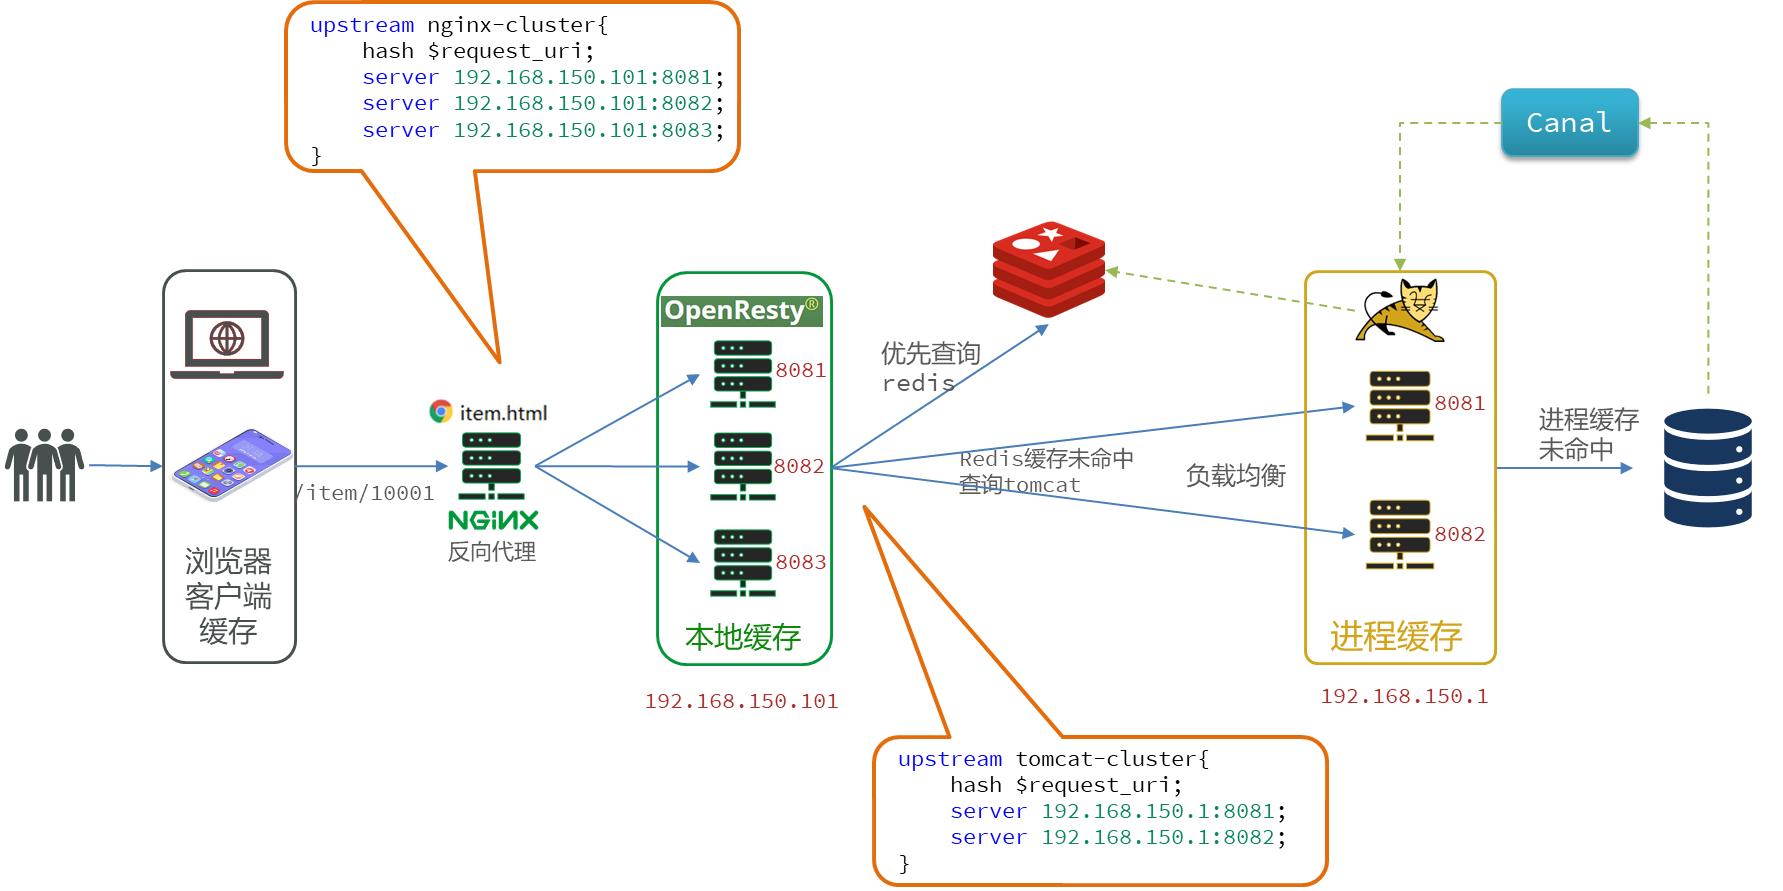 upstream nginx-cluster{
hash $request_uri;
server 192.168.150.101:8081;
server 192.168.150.101:8082;
server 192.168.150.101:8083;
}
Canal
OpenResty®
8081
8082
8083
本地缓存
192.168.150.101
浏览器
客户端
缓存
/item/10001
item.html
NGINX
反向代理
优先查询
redis
Redis缓存未命中
查询tomcat
负载均衡
8081
8082
进程缓存
192.168.150.1
进程缓存
未命中
upstream tomcat-cluster{
hash $request_uri;
server 192.168.150.1:8081;
server 192.168.150.1:8082;
}